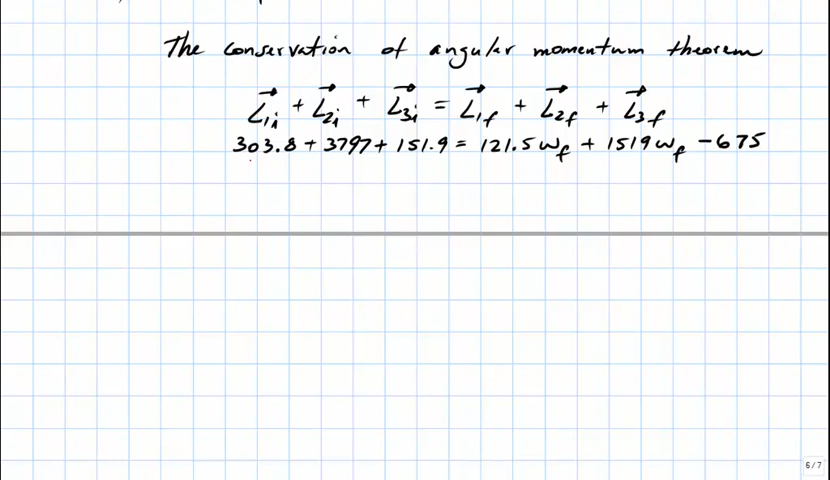 The conservation of angular momentum theorem
L⃗₁ᵢ + L⃗₂ᵢ + L⃗₃ᵢ = L⃗₁f + L⃗₂f + L⃗₃f
303.8 + 3797 + 151.9 = 121.5 ωf + 1519 ωf - 675
6/7